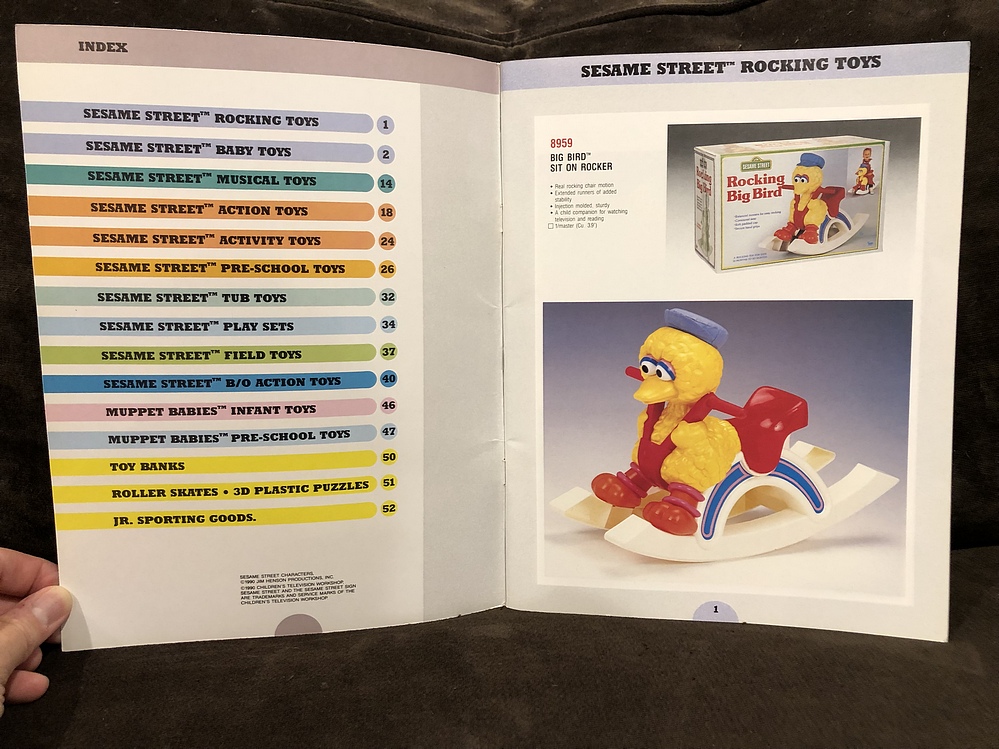 INDEX
SESAME STREET™ ROCKING TOYS 1
SESAME STREET™ BABY TOYS 2
SESAME STREET™ MUSICAL TOYS 14
SESAME STREET™ ACTION TOYS 18
SESAME STREET™ ACTIVITY TOYS 24
SESAME STREET™ PRE-SCHOOL TOYS 26
SESAME STREET™ TUB TOYS 32
SESAME STREET™ PLAY SETS 34
SESAME STREET™ FIELD TOYS 37
SESAME STREET™ B/O ACTION TOYS 40
MUPPET BABIES™ INFANT TOYS 46
MUPPET BABIES™ PRE-SCHOOL TOYS 47
TOY BANKS 50
ROLLER SKATES • 3D PLASTIC PUZZLES 51
JR. SPORTING GOODS. 52
SESAME STREET CHARACTERS,
©1990 JIM HENSON PRODUCTIONS, INC.
©1990 CHILDREN'S TELEVISION WORKSHOP.
SESAME STREET AND THE SESAME STREET SIGN
ARE TRADEMARKS AND SERVICE MARKS OF THE
CHILDREN'S TELEVISION WORKSHOP
SESAME STREET™ ROCKING TOYS
8959
BIG BIRD™
SIT ON ROCKER
• Real rocking chair motion
• Extended runners of added
stability
• Injection molded, sturdy
• A child companion for watching
television and reading
1/master (Cu. 3.9')
SESAME STREET
Rocking
Big Bird
1